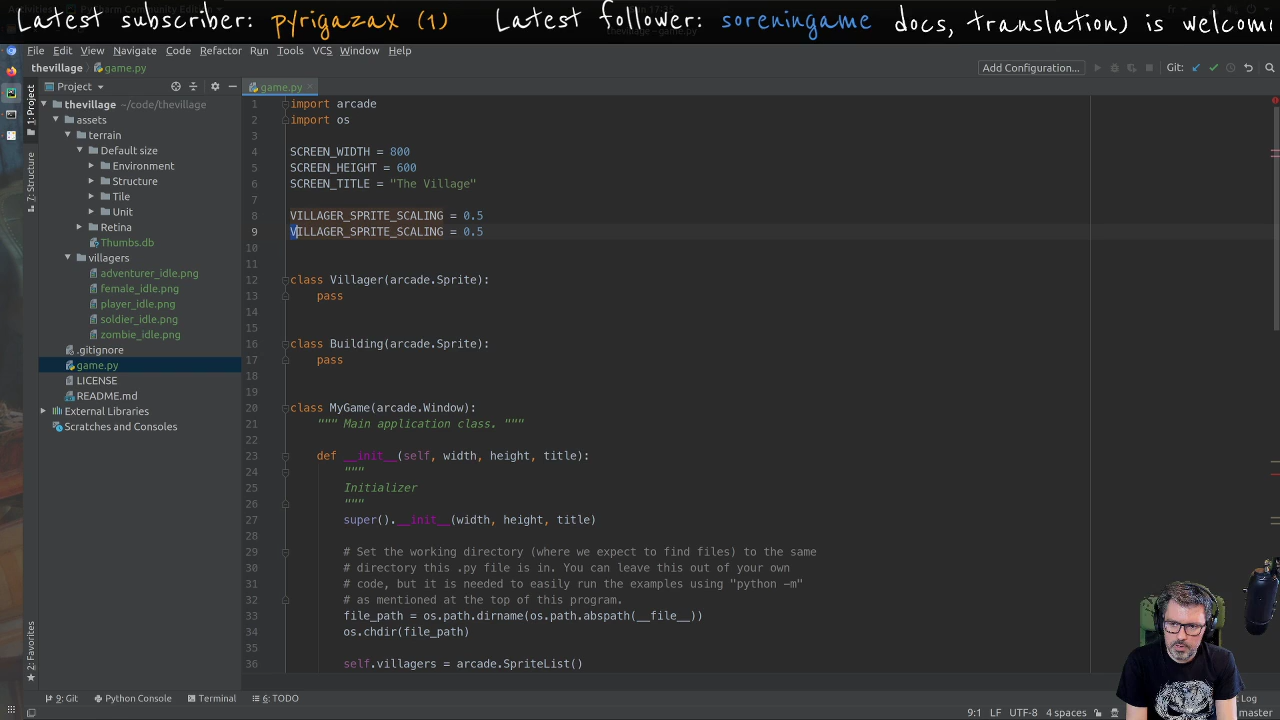 Latest subscriber: pyrigazax (1) Latest follower: soreningame docs, translation) is welcome
File Edit View Navigate Code Refactor Run Tools VCS Window Help
thevillage game.py Add Configuration... Git:
Project game.py
1: Project
7: Structure
2: Favorites
thevillage ~/code/thevillage
assets
terrain
Default size
Environment
Structure
Tile
Unit
Retina
Thumbs.db
villagers
adventurer_idle.png
female_idle.png
player_idle.png
soldier_idle.png
zombie_idle.png
.gitignore
game.py
LICENSE
README.md
External Libraries
Scratches and Consoles
1 import arcade
2 import os
3
4 SCREEN_WIDTH = 800
5 SCREEN_HEIGHT = 600
6 SCREEN_TITLE = "The Village"
7
8 VILLAGER_SPRITE_SCALING = 0.5
9 VILLAGER_SPRITE_SCALING = 0.5
10
11
12 class Villager(arcade.Sprite):
13 pass
14
15
16 class Building(arcade.Sprite):
17 pass
18
19
20 class MyGame(arcade.Window):
21 """ Main application class. """
22
23 def __init__(self, width, height, title):
24 """
25 Initializer
26 """
27 super().__init__(width, height, title)
28
29 # Set the working directory (where we expect to find files) to the same
30 # directory this .py file is in. You can leave this out of your own
31 # code, but it is needed to easily run the examples using "python -m"
32 # as mentioned at the top of this program.
33 file_path = os.path.dirname(os.path.abspath(__file__))
34 os.chdir(file_path)
35
36 self.villagers = arcade.SpriteList()
9: Git Python Console Terminal 6: TODO Log
9:1 LF UTF-8 4 spaces master